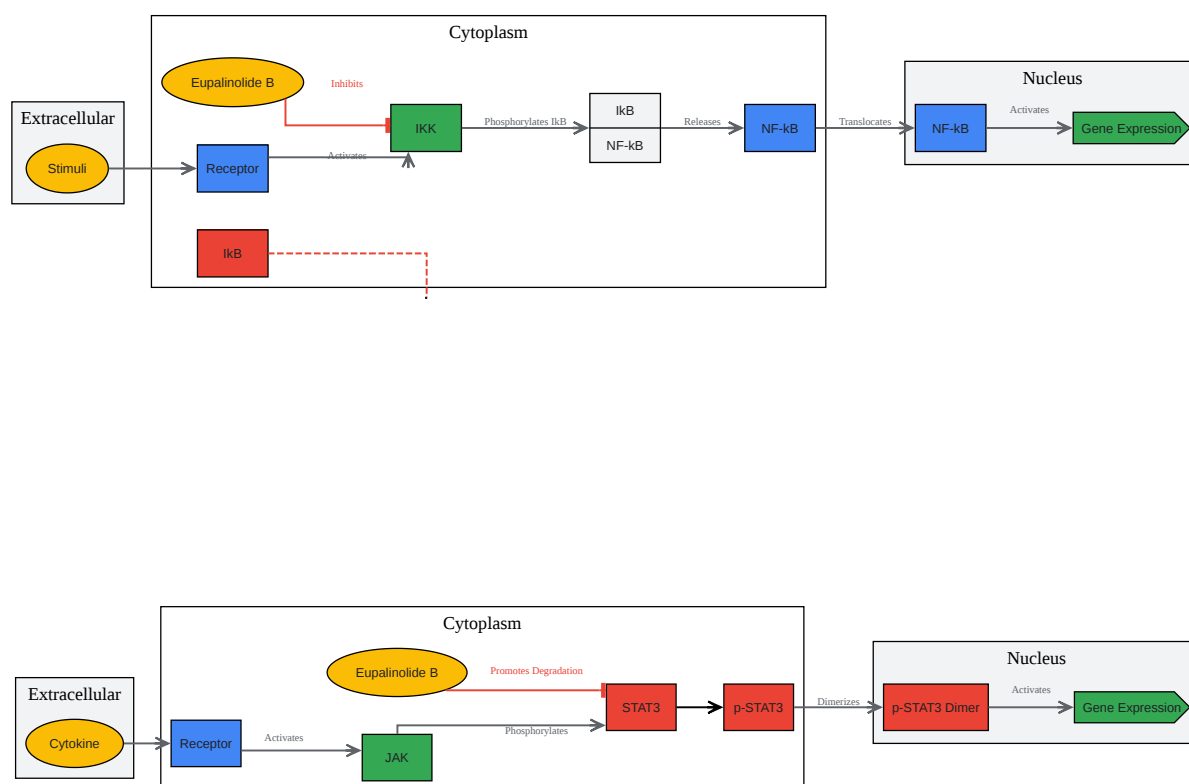 Cytoplasm
Eupalinolide B
Inhibits
Extracellular
Stimuli
Receptor
Activates
IKK
Phosphorylates IkB
IkB
NF-kB
Releases
NF-kB
Translocates
Nucleus
NF-kB
Activates
Gene Expression
IkB
Cytoplasm
Eupalinolide B
Promotes Degradation
Extracellular
Cytokine
Receptor
Activates
JAK
Phosphorylates
STAT3
p-STAT3
Dimerizes
Nucleus
p-STAT3 Dimer
Activates
Gene Expression